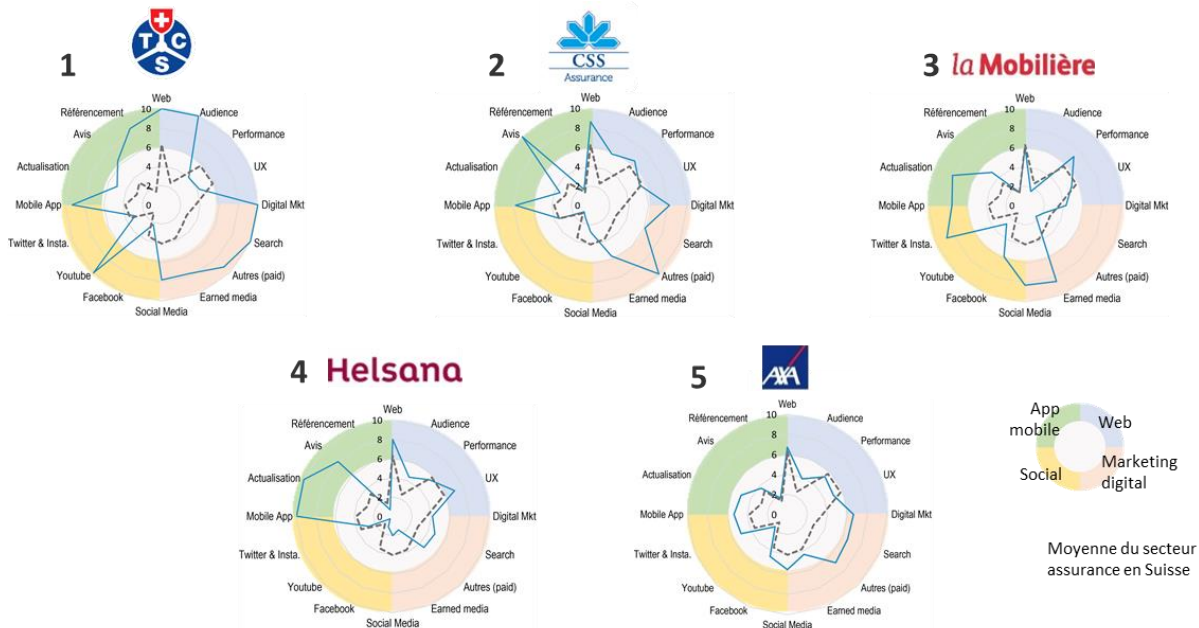 1
T C S
Web
Référencement
Audience
Avis
Performance
Actualisation
UX
Mobile App
Digital Mkt
Twitter & Insta.
Search
Youtube
Autres (paid)
Facebook
Earned media
Social Media
10
8
6
4
2
0
2
CSS
Assurance
Web
Référencement
Audience
Avis
Performance
Actualisation
UX
Mobile App
Digital Mkt
Twitter & Insta.
Search
Youtube
Autres (paid)
Facebook
Earned media
Social Media
10
8
6
4
2
0
3 la Mobilière
Web
Référencement
Audience
Avis
Performance
Actualisation
UX
Mobile App
Digital Mkt
Twitter & Insta.
Search
Youtube
Autres (paid)
Facebook
Earned media
Social Media
10
8
6
4
2
0
4 Helsana
Web
Référencement
Audience
Avis
Performance
Actualisation
UX
Mobile App
Digital Mkt
Twitter & Insta.
Search
Youtube
Autres (paid)
Facebook
Earned media
Social Media
10
8
6
4
2
0
5 AXA
Web
Référencement
Audience
Avis
Performance
Actualisation
UX
Mobile App
Digital Mkt
Twitter & Insta.
Search
Youtube
Autres (paid)
Facebook
Earned media
Social Media
10
8
6
4
2
0
App
mobile
Web
Social
Marketing
digital
Moyenne du secteur
assurance en Suisse